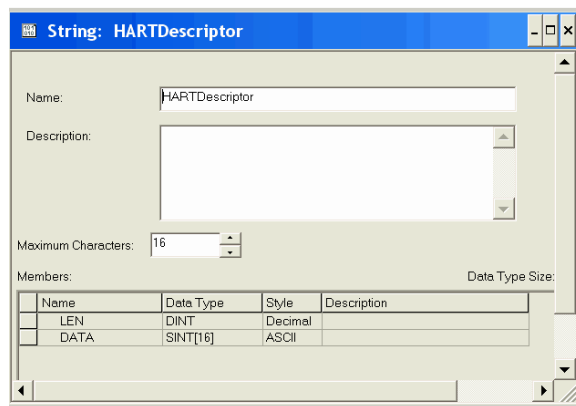 String: HARTDescriptor
Name: HARTDescriptor
Description:
Maximum Characters: 16
Members: Data Type Size:
Name Data Type Style Description
LEN DINT Decimal
DATA SINT[16] ASCII